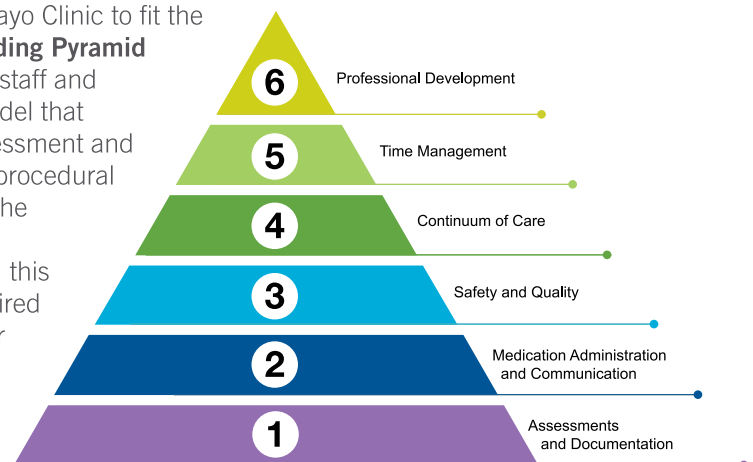 ayo Clinic to fit the
ding Pyramid
staff and
del that
essment and
procedural
he
this
ired
r
6
Professional Development
5
Time Management
4
Continuum of Care
3
Safety and Quality
2
Medication Administration
and Communication
1
Assessments
and Documentation